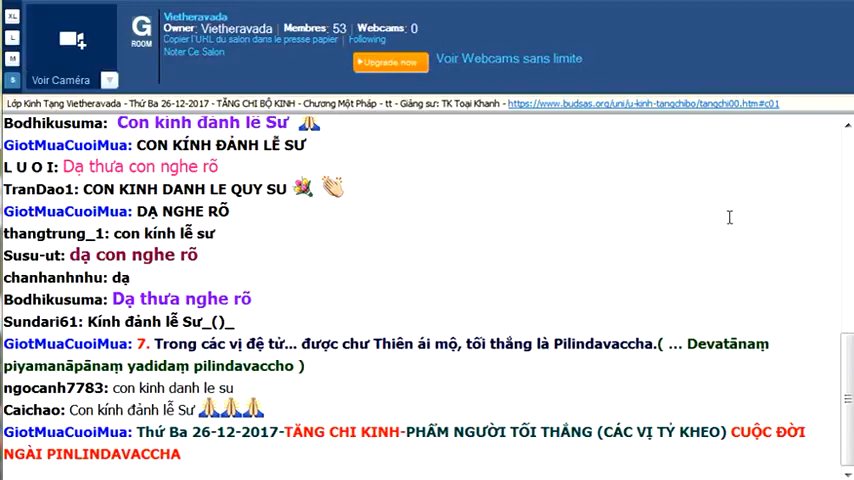 XL
L
M
S
Voir Caméra
G
ROOM
Vietheravada
Owner: Vietheravada | Membres: 53 | Webcams: 0
Copier l'URL du salon dans le presse papier | Following
Noter Ce Salon
Upgrade now
Voir Webcams sans limite
Lớp Kinh Tạng Vietheravada - Thứ Ba 26-12-2017 - TĂNG CHI BỘ KINH - Chương Một Pháp - tt - Giảng sư: TK Toại Khanh - https://www.budsas.org/uni/u-kinh-tangchibo/tangchi00.htm#c01
Bodhikusuma: Con kính đảnh lễ Sư 🙏
GiotMuaCuoiMua: CON KÍNH ĐẢNH LỄ SƯ
L U O I: Dạ thưa con nghe rõ
TranDao1: CON KINH DANH LE QUY SU 💐 👏
GiotMuaCuoiMua: DẠ NGHE RÕ
thangtrung_1: con kính lễ sư
Susu-ut: dạ con nghe rõ
chanhanhnhu: dạ
Bodhikusuma: Dạ thưa nghe rõ
Sundari61: Kính đảnh lễ Sư_()_
GiotMuaCuoiMua: 7. Trong các vị đệ tử... được chư Thiên ái mộ, tối thắng là Pilindavaccha.( ... Devatānaṃ
piyamanāpānaṃ yadidaṃ pilindavaccho )
ngocanh7783: con kinh danh le su
Caichao: Con kính đảnh lễ Sư 🙏🙏🙏
GiotMuaCuoiMua: Thứ Ba 26-12-2017-TĂNG CHI KINH-PHẨM NGƯỜI TỐI THẮNG (CÁC VỊ TỶ KHEO) CUỘC ĐỜI
NGÀI PINLINDAVACCHA